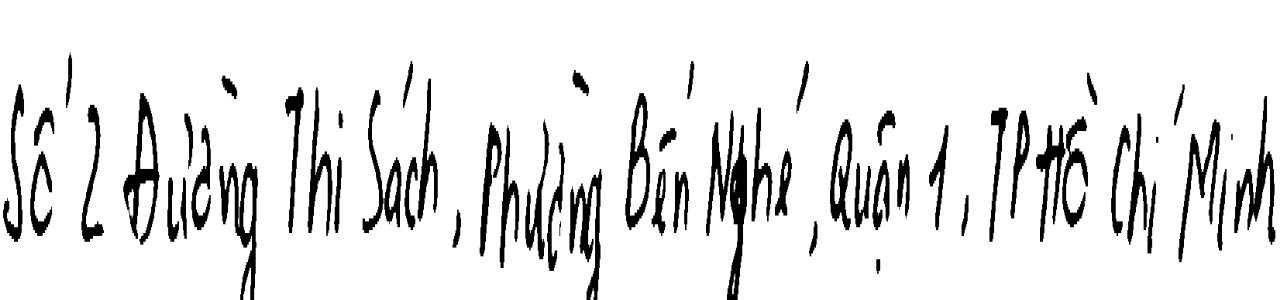 Số 2 Đường Thi Sách, Phường Bến Nghé, Quận 1, TP Hồ Chí Minh